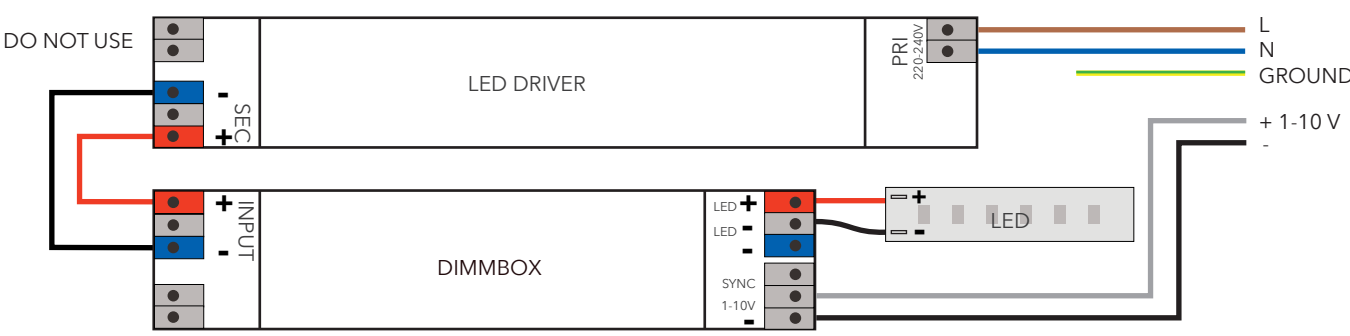 DO NOT USE
LED DRIVER
PRI
220-240V
L
N
GROUND
-
SEC
+
+ 1-10 V
-
+
INPUT
-
DIMMBOX
LED +
LED -
-
SYNC
1-10V
-
+
LED
-